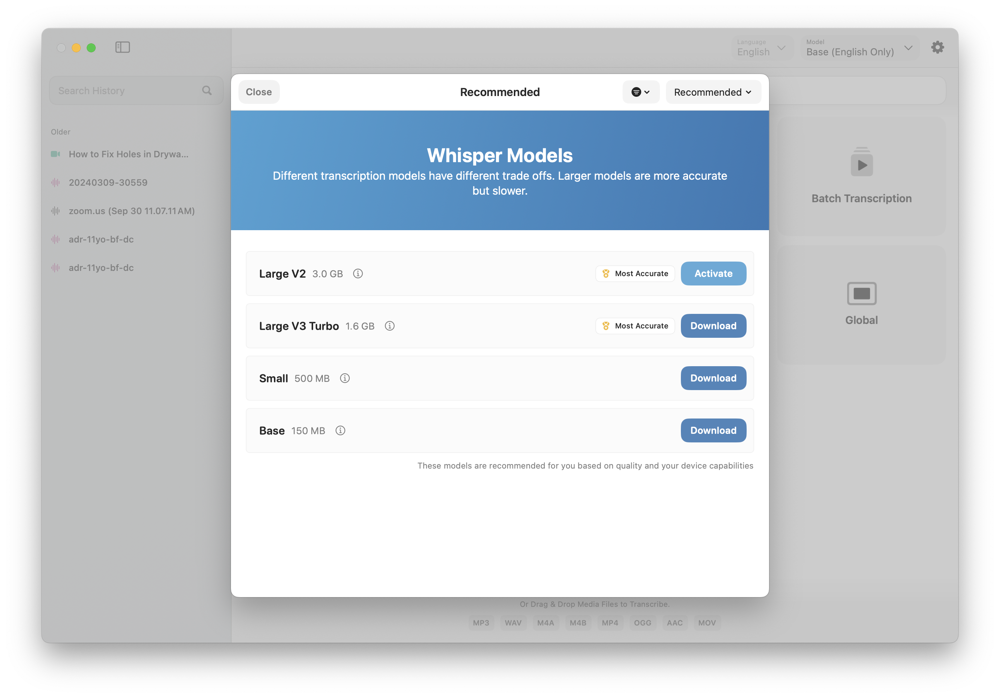 Language
English
Model
Base (English Only)
Search History
Older
How to Fix Holes in Drywa...
20240309-30559
zoom.us (Sep 30 11.07.11 AM)
adr-11yo-bf-dc
adr-11yo-bf-dc
Close
Recommended
Recommended
Whisper Models
Different transcription models have different trade offs. Larger models are more accurate
but slower.
Large V2 3.0 GB
Most Accurate
Activate
Large V3 Turbo 1.6 GB
Most Accurate
Download
Small 500 MB
Download
Base 150 MB
Download
These models are recommended for you based on quality and your device capabilities
Batch Transcription
Global
Or Drag & Drop Media Files to Transcribe.
MP3 WAV M4A M4B MP4 OGG AAC MOV